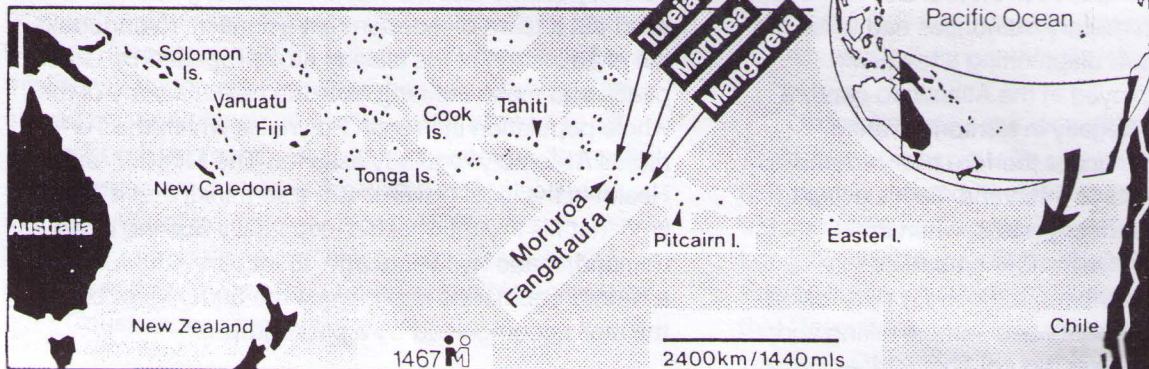 Tureia
Marutea
Mangareva
Pacific Ocean
Solomon
Is.
Vanuatu
Fiji
Cook
Is.
Tahiti
New Caledonia
Tonga Is.
Australia
Moruroa
Fangataufa
Pitcairn I.
Easter I.
New Zealand
Chile
1467
2400km/1440mls